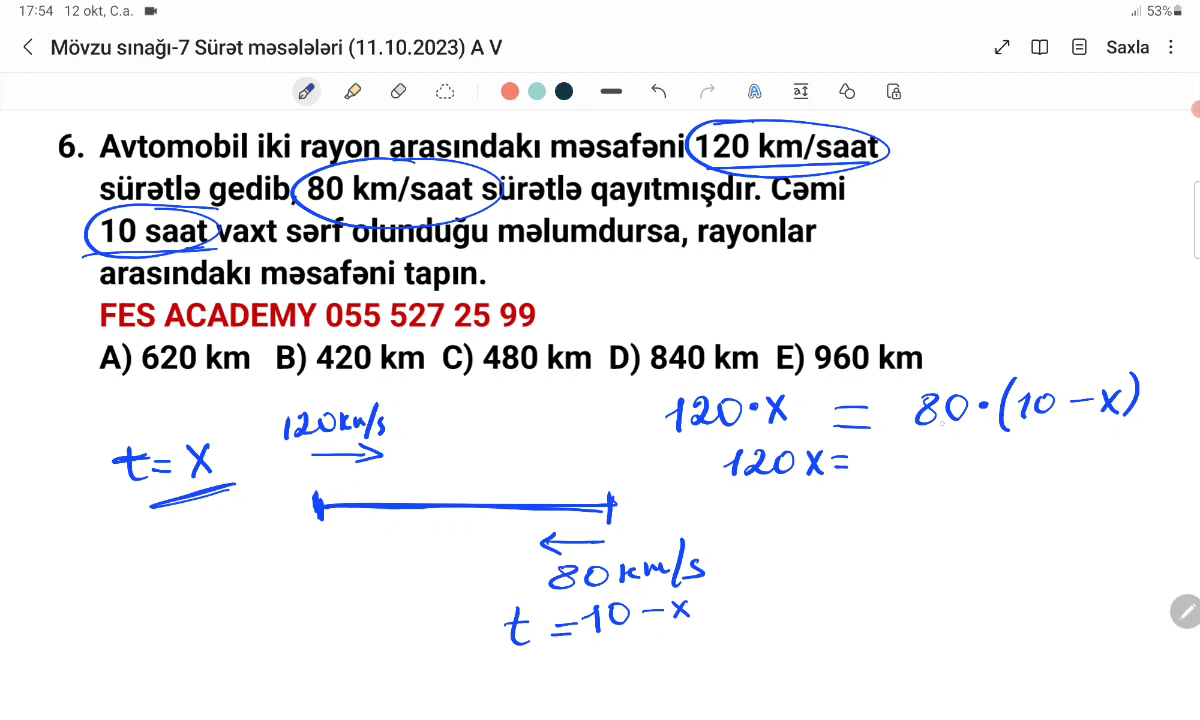 17:54 12 okt, C.a. 53%
Mövzu sınağı-7 Sürət məsələləri (11.10.2023) A V Saxla
6. Avtomobil iki rayon arasındakı məsafəni 120 km/saat
sürətlə gedib, 80 km/saat sürətlə qayıtmışdır. Cəmi
10 saat vaxt sərf olunduğu məlumdursa, rayonlar
arasındakı məsafəni tapın.
FES ACADEMY 055 527 25 99
A) 620 km B) 420 km C) 480 km D) 840 km E) 960 km
120·x = 80·(10-x)
120km/s
t=x
120x=
80km/s
t=10-x